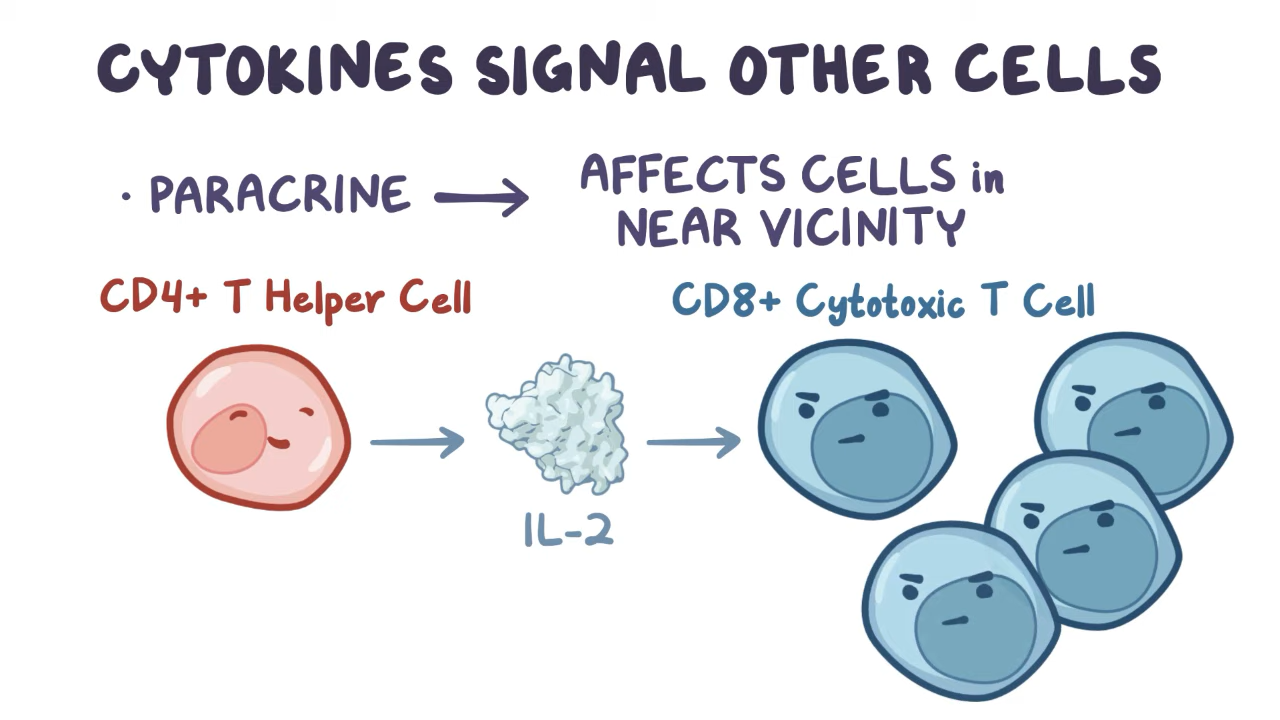 CYTOKINES SIGNAL OTHER CELLS
· PARACRINE → AFFECTS CELLS in
NEAR VICINITY
CD4+ T Helper Cell
CD8+ Cytotoxic T Cell
IL-2